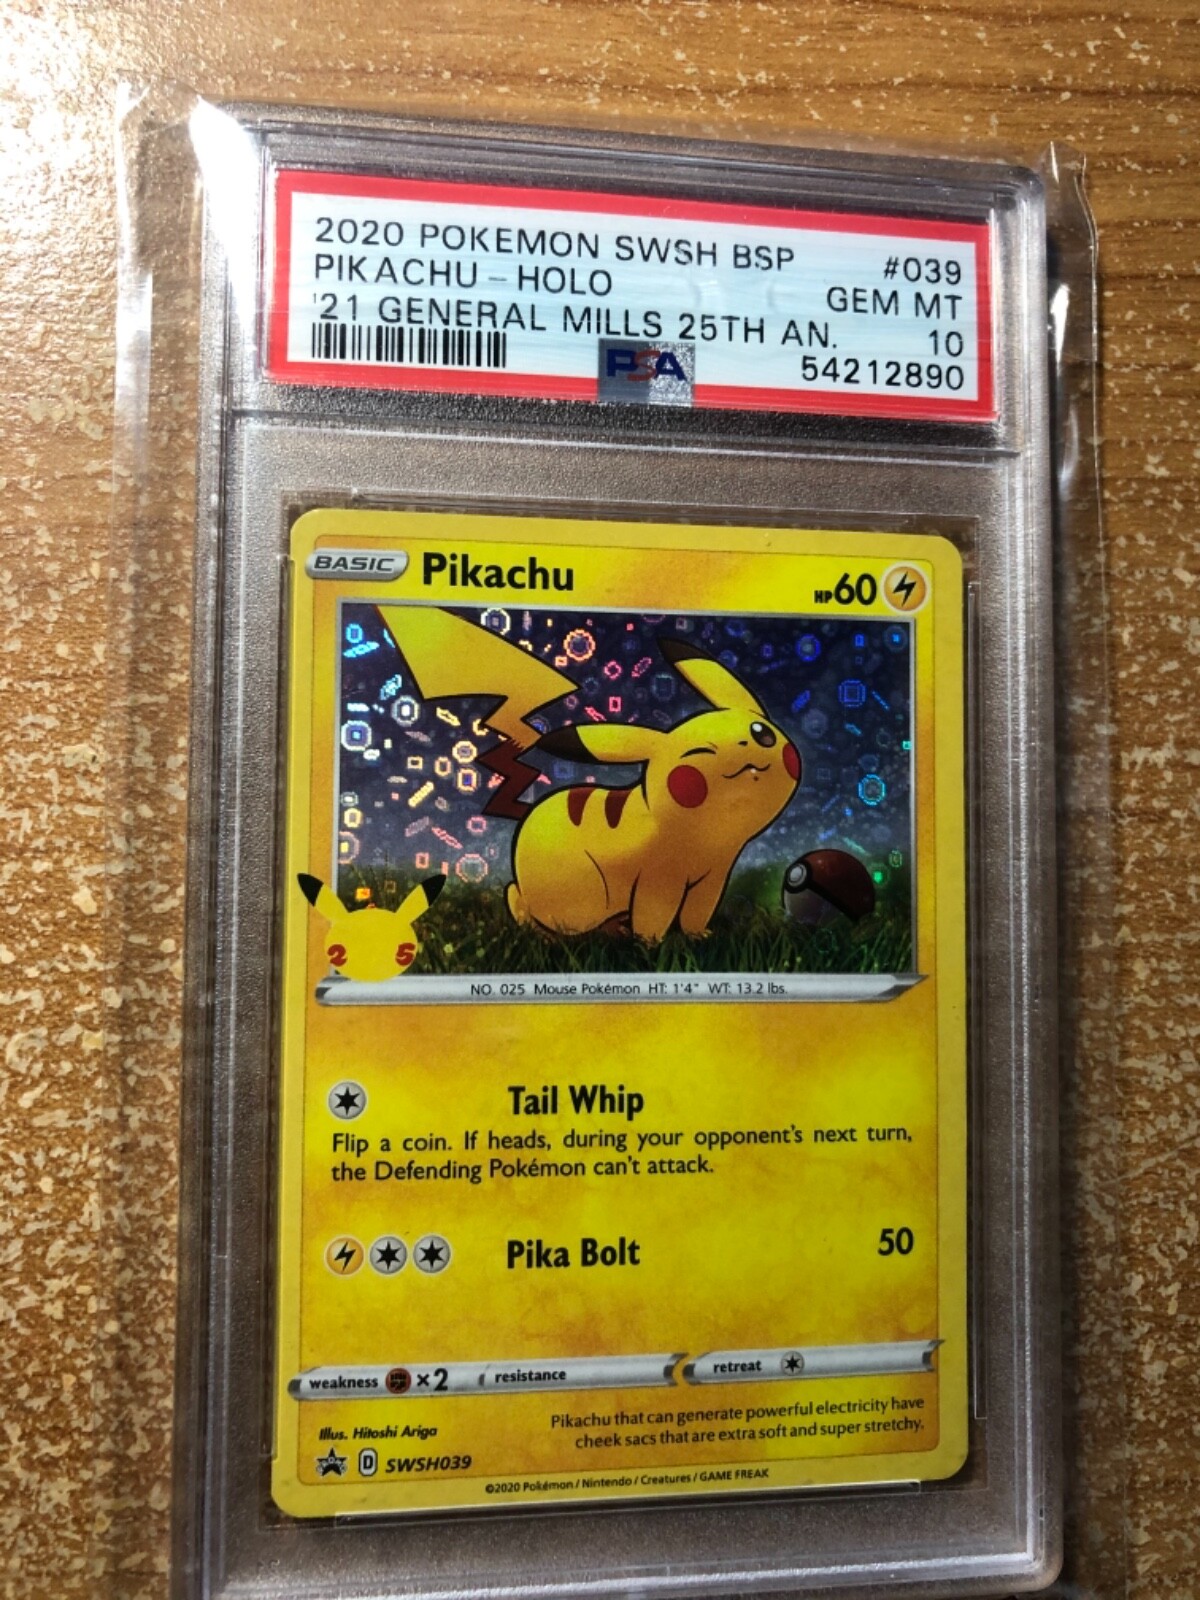 2020 POKEMON SWSH BSP #039
PIKACHU - HOLO GEM MT
'21 GENERAL MILLS 25TH AN. 10
PSA 54212890
BASIC Pikachu HP60
25
NO. 025 Mouse Pokémon HT: 1'4" WT: 13.2 lbs.
Tail Whip
Flip a coin. If heads, during your opponent's next turn,
the Defending Pokémon can't attack.
Pika Bolt 50
weakness ×2 resistance retreat
Illus. Hitoshi Ariga
Pikachu that can generate powerful electricity have
cheek sacs that are extra soft and super stretchy.
D SWSH039
©2020 Pokémon / Nintendo / Creatures / GAME FREAK